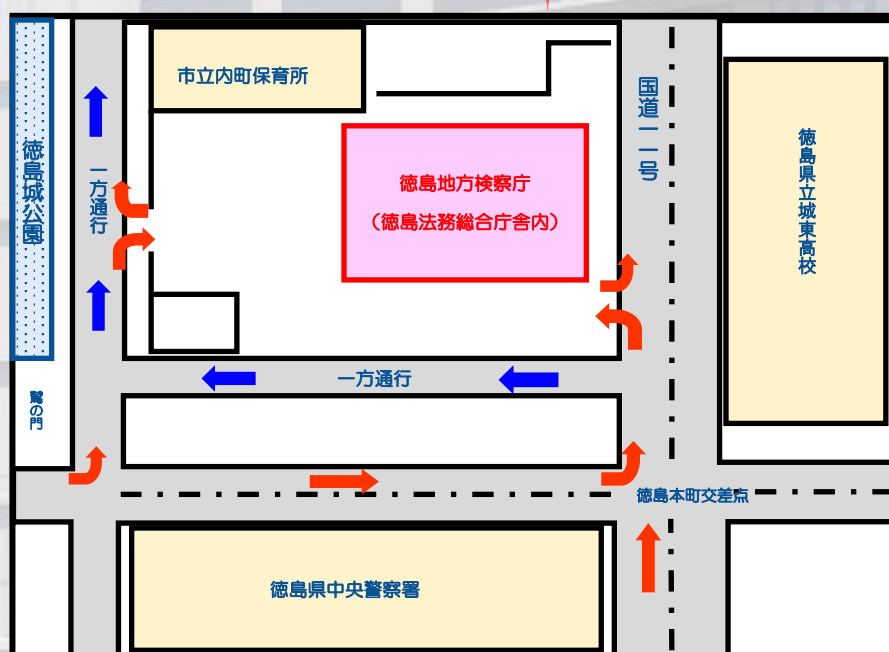 市立内町保育所
国道一一号
徳島城公園
一方通行
徳島地方検察庁
（徳島法務総合庁舎内）
徳島県立城東高校
一方通行
鷲の門
徳島本町交差点
徳島県中央警察署